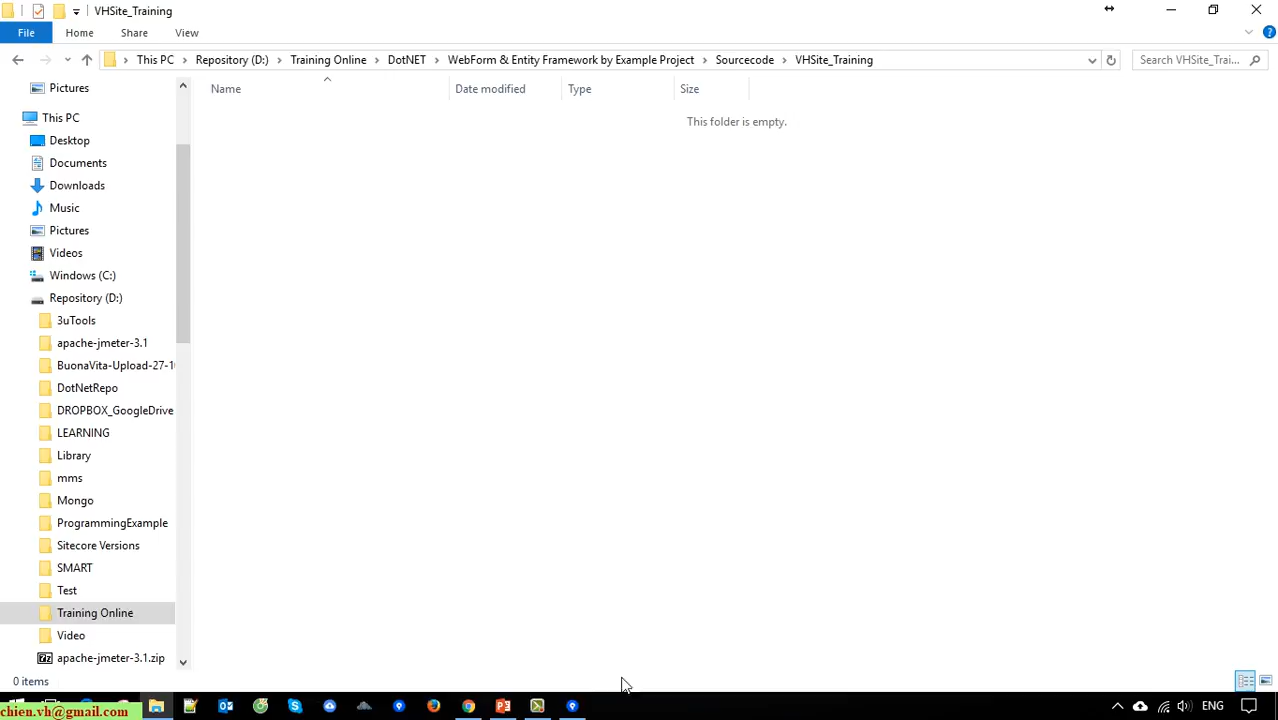 VHSite_Training
File Home Share View
This PC Repository (D:) Training Online DotNET WebForm & Entity Framework by Example Project Sourcecode VHSite_Training
Search VHSite_Trai...
Name Date modified Type Size
This folder is empty.
Pictures
This PC
Desktop
Documents
Downloads
Music
Pictures
Videos
Windows (C:)
Repository (D:)
3uTools
apache-jmeter-3.1
BuonaVita-Upload-27-1
DotNetRepo
DROPBOX_GoogleDrive
LEARNING
Library
mms
Mongo
ProgrammingExample
Sitecore Versions
SMART
Test
Training Online
Video
apache-jmeter-3.1.zip
0 items
chien.vh@gmail.com
ENG